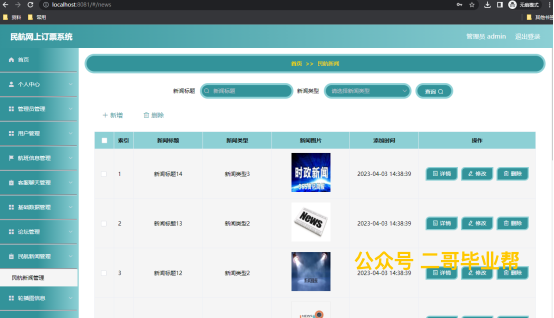 localhost:8081/#/news
无痕模式
资料 常用 其他书签
民航网上订票系统 管理员 admin 退出登录
首页
首页 >> 民航新闻
个人中心
新闻标题 新闻标题 新闻类型 请选择新闻类型 查询
管理员管理
新增 删除
用户管理
索引 新闻标题 新闻类型 新闻图片 添加时间 操作
航班信息管理
1 新闻标题14 新闻类型3 时政新闻 2023-04-03 14:38:39 详情 修改 删除
客服聊天管理
基础数据管理
2 新闻标题13 新闻类型2 News 2023-04-03 14:38:39 详情 修改 删除
论坛管理
民航新闻管理
公众号 二哥毕业帮
民航新闻管理
3 新闻标题12 新闻类型2 2023-04-03 14:38:39 详情 修改 删除
轮播图信息